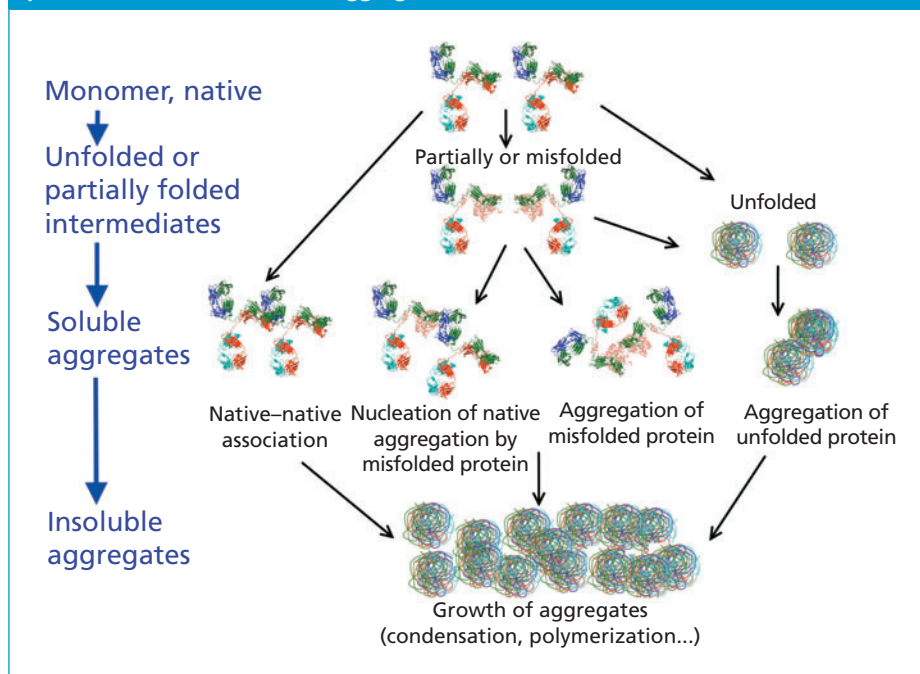 Monomer, native
Unfolded or
partially folded
intermediates
Soluble
aggregates
Insoluble
aggregates
Partially or misfolded
Unfolded
Native–native
association
Nucleation of native
aggregation by
misfolded protein
Aggregation of
misfolded protein
Aggregation of
unfolded protein
Growth of aggregates
(condensation, polymerization...)